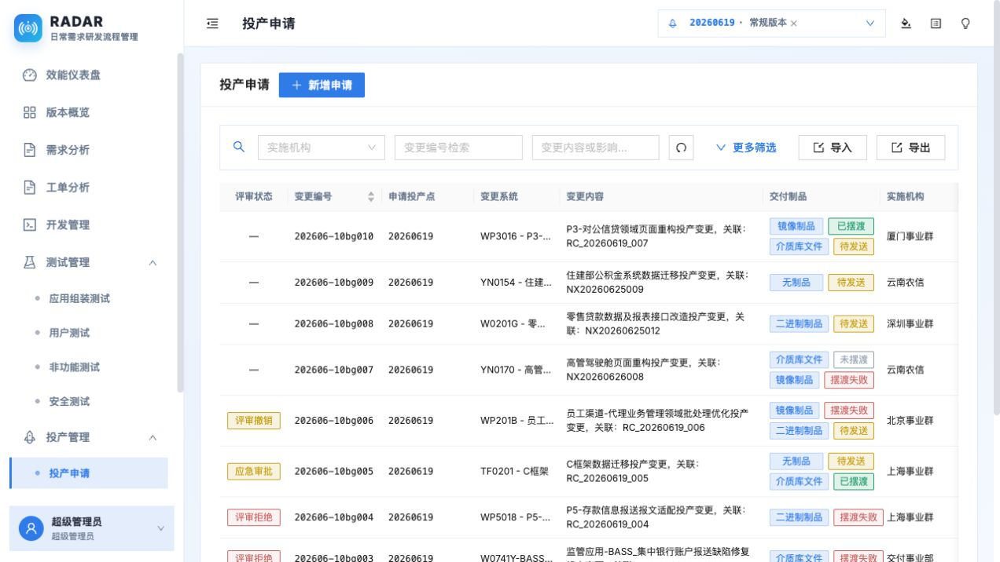 RADAR
日常需求研发流程管理
效能仪表盘
版本概览
需求分析
工单分析
开发管理
测试管理
应用组装测试
用户测试
非功能测试
安全测试
投产管理
投产申请
超级管理员
超级管理员
投产申请
20260619 · 常规版本 ×
投产申请 + 新增申请
实施机构 变更编号检索 变更内容或影响... 更多筛选 导入 导出
评审状态 变更编号 申请投产点 变更系统 变更内容 交付制品 实施机构
— 202606-10bg010 20260619 WP3016 - P3-... P3-对公信贷领域页面重构投产变更，关联：
RC_20260619_007
镜像制品 已摆渡
介质库文件 待发送
厦门事业群
— 202606-10bg009 20260619 YN0154 - 住建... 住建部公积金系统数据迁移投产变更，关联：
NX20260625009
无制品 待发送
云南农信
— 202606-10bg008 20260619 W0201G - 零... 零售贷款数据及报表接口改造投产变更，关
联：NX20260625012
二进制制品 待发送
深圳事业群
— 202606-10bg007 20260619 YN0170 - 高管... 高管驾驶舱页面重构投产变更，关联：
NX20260626008
介质库文件 未摆渡
镜像制品 摆渡失败
云南农信
评审撤销 202606-10bg006 20260619 WP201B - 员工... 员工渠道-代理业务管理领域批处理优化投产
变更，关联：RC_20260619_006
镜像制品 摆渡失败
二进制制品 待发送
北京事业群
应急审批 202606-10bg005 20260619 TF0201 - C框架 C框架数据迁移投产变更，关联：
RC_20260619_005
无制品 待发送
介质库文件 已摆渡
上海事业群
评审拒绝 202606-10bg004 20260619 WP5018 - P5-... P5-存款信息报送报文适配投产变更，关联：
RC_20260619_004
二进制制品 摆渡失败
上海事业群
评审拒绝 202606-10bg003 20260619 W0741Y-BASS... 监管应用-BASS_集中银行账户报送缺陷修复
介质库文件 摆渡失败
交付事业部